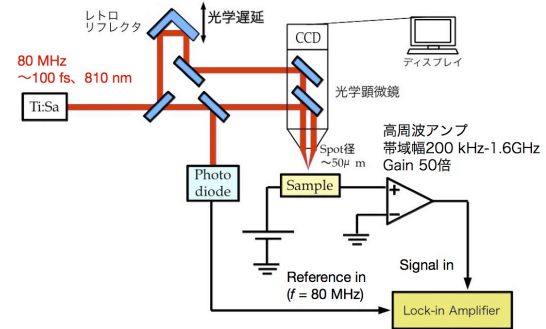 レトロ
リフレクタ
光学遅延
CCD
ディスプレイ
80 MHz
〜100 fs、810 nm
光学顕微鏡
Ti:Sa
Spot径
〜50μ m
高周波アンプ
帯域幅200 kHz-1.6GHz
Gain 50倍
Photo
diode
Sample
+
−
Signal in
Reference in
(f = 80 MHz)
Lock-in Amplifier